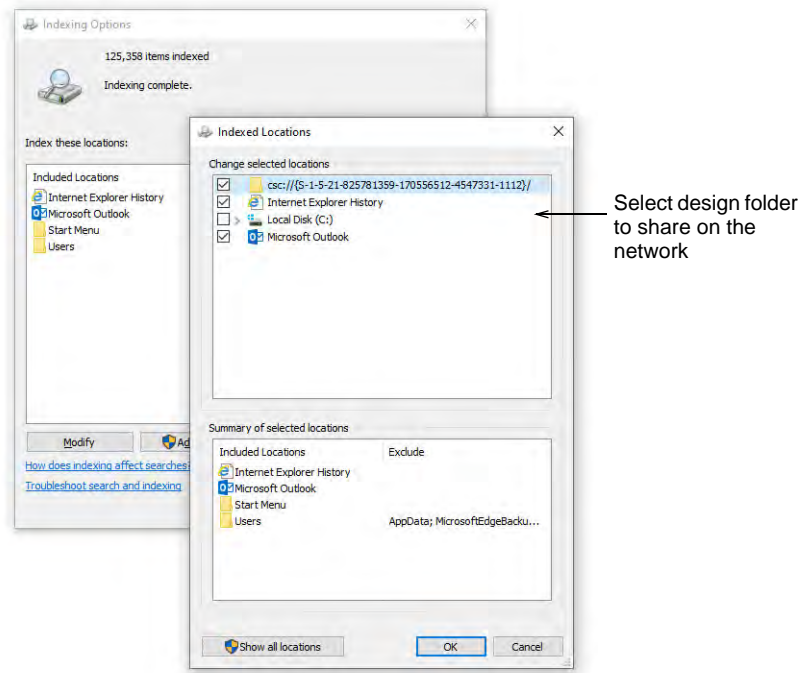 Indexing Options
125,358 items indexed
Indexing complete.
Index these locations:
Included Locations
Internet Explorer History
Microsoft Outlook
Start Menu
Users
Modify
How does indexing affect searches
Troubleshoot search and indexing
Indexed Locations
Change selected locations
csc://{S-1-5-21-825781359-170556512-4547331-1112}/
Internet Explorer History
Local Disk (C:)
Microsoft Outlook
Summary of selected locations
Included Locations Exclude
Internet Explorer History
Microsoft Outlook
Start Menu
Users AppData; MicrosoftEdgeBacku...
Show all locations OK Cancel
Select design folder
to share on the
network